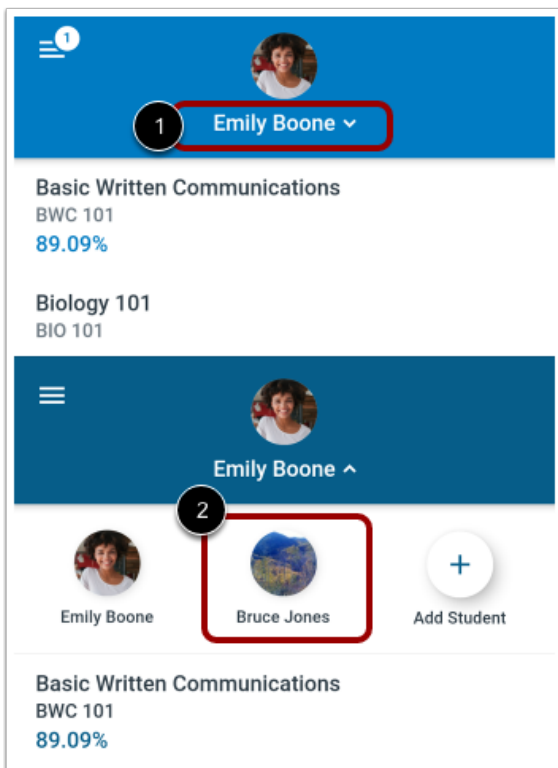 1
Emily Boone
1
Basic Written Communications
BWC 101
89.09%
Biology 101
BIO 101
Emily Boone
2
Emily Boone
Bruce Jones
Add Student
Basic Written Communications
BWC 101
89.09%